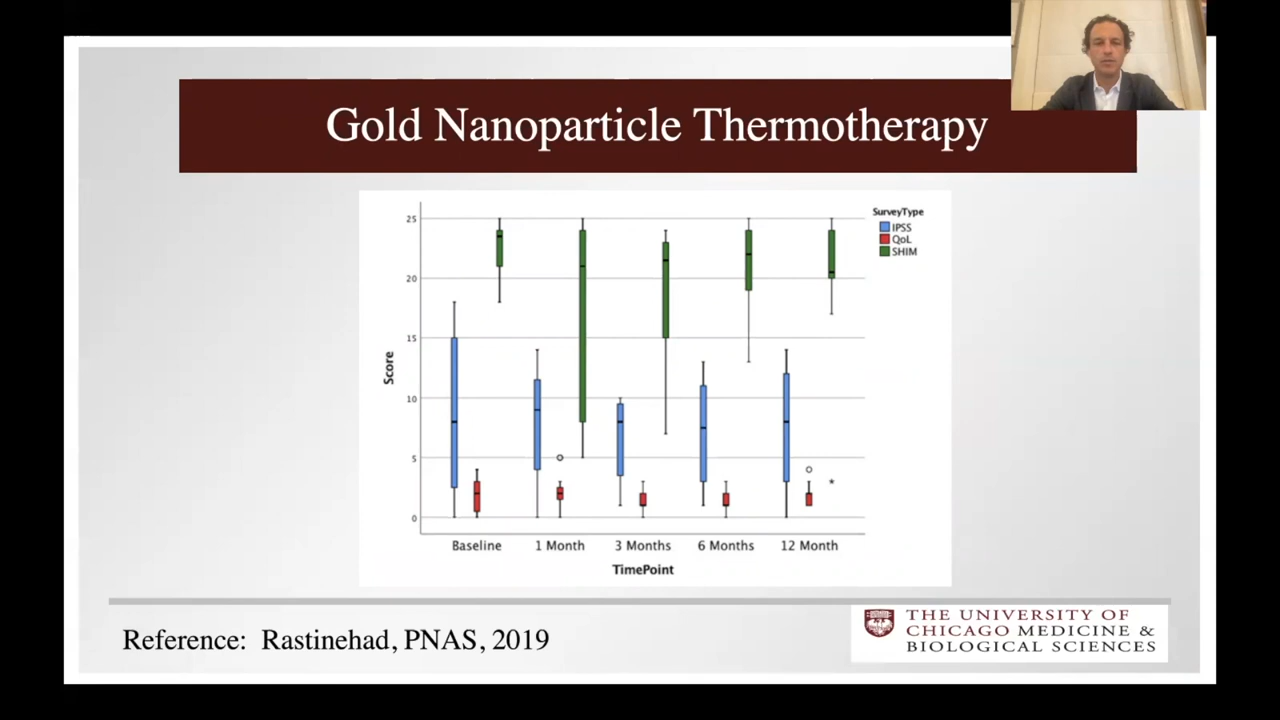 Gold Nanoparticle Thermotherapy
SurveyType
IPSS
QoL
SHIM
25
20
15
10
5
0
Score
Baseline
1 Month
3 Months
6 Months
12 Month
TimePoint
Reference: Rastinehad, PNAS, 2019
THE UNIVERSITY OF
CHICAGO MEDICINE &
BIOLOGICAL SCIENCES